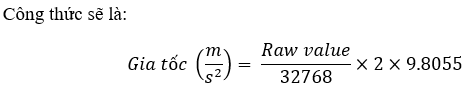 Công thức sẽ là:
Gia tốc (m/s²) = Raw value/32768 × 2 × 9.8055